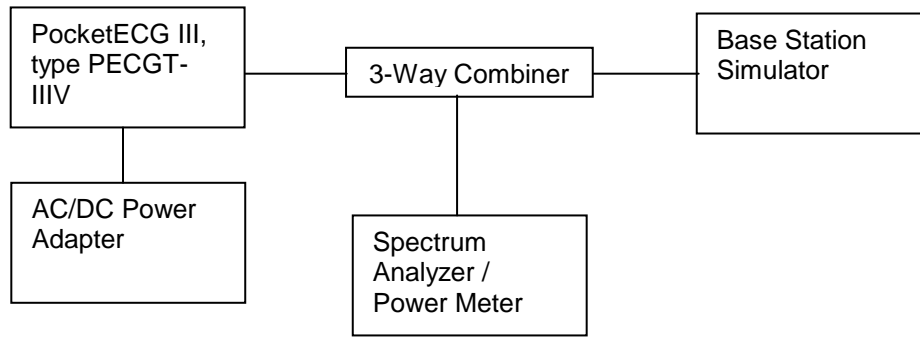 PocketECG III,
type PECGT-
IIIV
3-Way Combiner
Base Station
Simulator
AC/DC Power
Adapter
Spectrum
Analyzer /
Power Meter